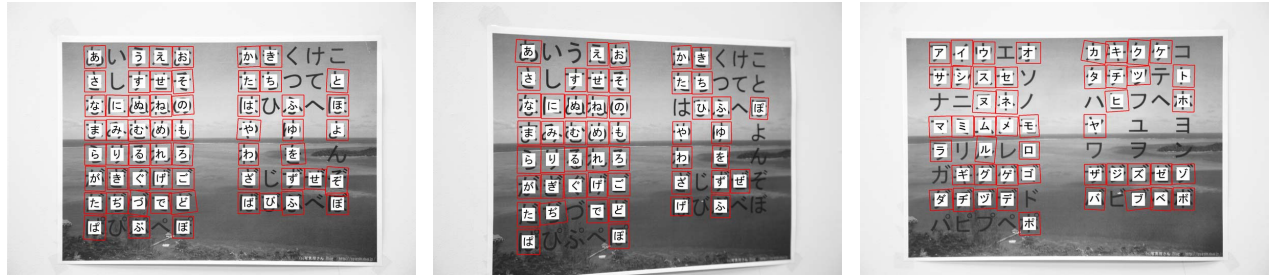 あいうえお かきくけこ
さしすせそ たちつてと
なにぬねの はひふへほ
まみむめも や ゆ よ
らりるれろ わ を ん
がぎぐげご ざじずぜぞ
だぢづでど ばびぶべぼ
ぱぴぷぺぽ
あいうえお かきくけこ
さしすせそ たちつてと
なにぬねの はひふへほ
まみむめも や ゆ よ
らりるれろ わ を ん
がぎぐげご ざじずぜぞ
だぢづでど ばびぶべぼ
ぱぴぷぺぽ
アイウエオ カキクケコ
サシスセソ タチツテト
ナニヌネノ ハヒフヘホ
マミムメモ ヤ ユ ヨ
ラリルレロ ワ ヲ ン
ガギグゲゴ ザジズゼゾ
ダヂヅデド バビブベボ
パピプペポ